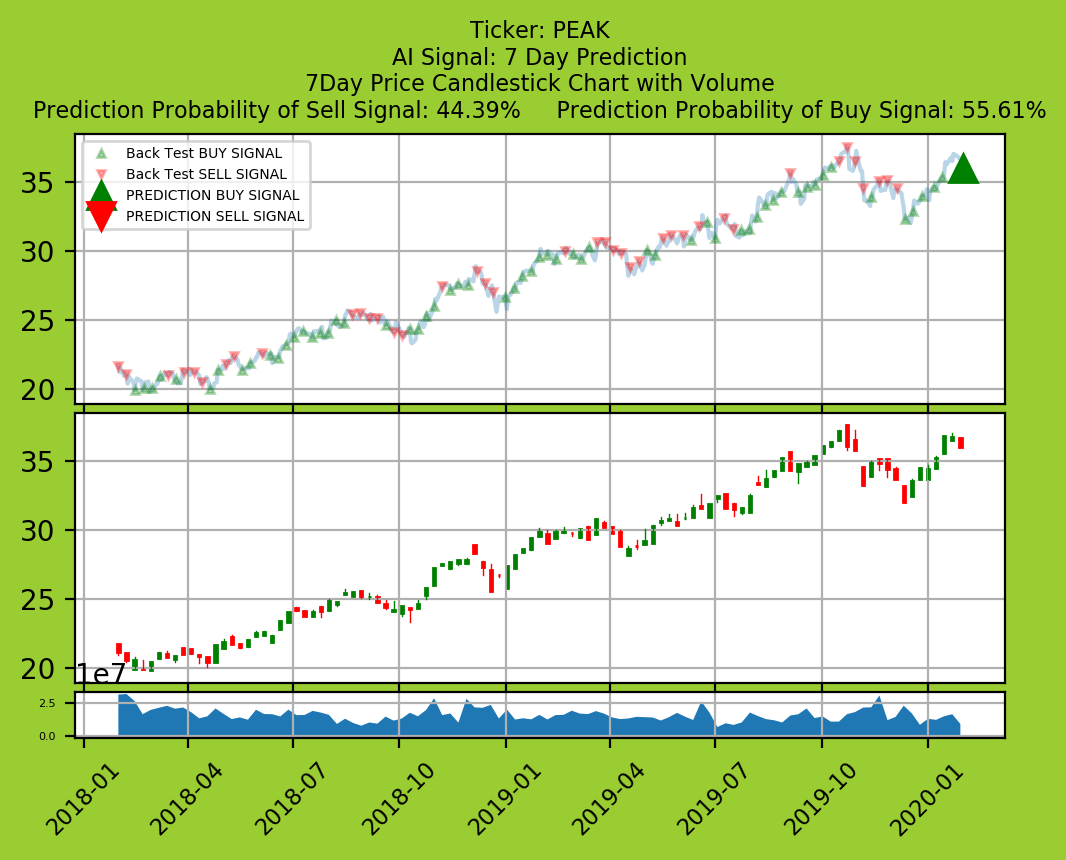 Ticker: PEAK
AI Signal: 7 Day Prediction
7Day Price Candlestick Chart with Volume
Prediction Probability of Sell Signal: 44.39% Prediction Probability of Buy Signal: 55.61%
Back Test BUY SIGNAL
Back Test SELL SIGNAL
PREDICTION BUY SIGNAL
PREDICTION SELL SIGNAL
35
30
25
20
35
30
25
20
1e7
2.5
0.0
2018-01 2018-04 2018-07 2018-10 2019-01 2019-04 2019-07 2019-10 2020-01